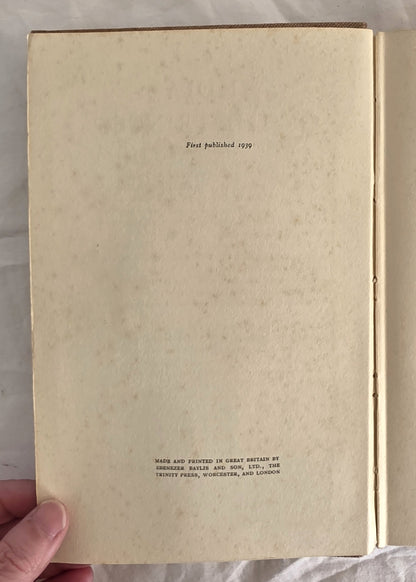 First published 1939
MADE AND PRINTED IN GREAT BRITAIN BY
EBENEZER BAYLIS AND SON, LTD., THE
TRINITY PRESS, WORCESTER, AND LONDON